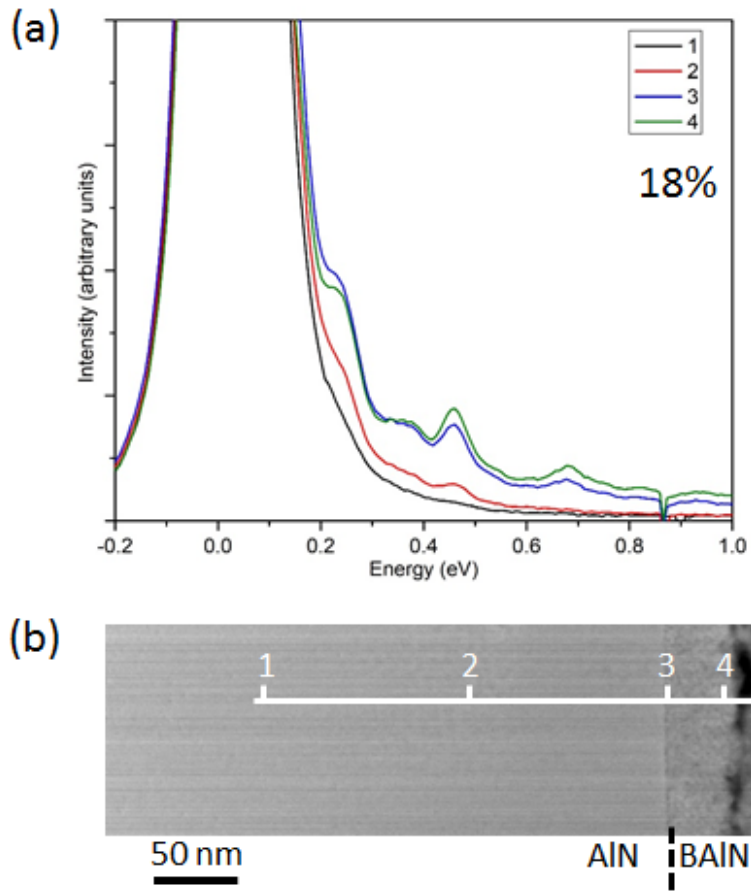 (a)
Intensity (arbitrary units)
1
2
3
4
18%
-0.2 0.0 0.2 0.4 0.6 0.8 1.0
Energy (eV)
(b)
1 2 3 4
50 nm
AlN BAlN